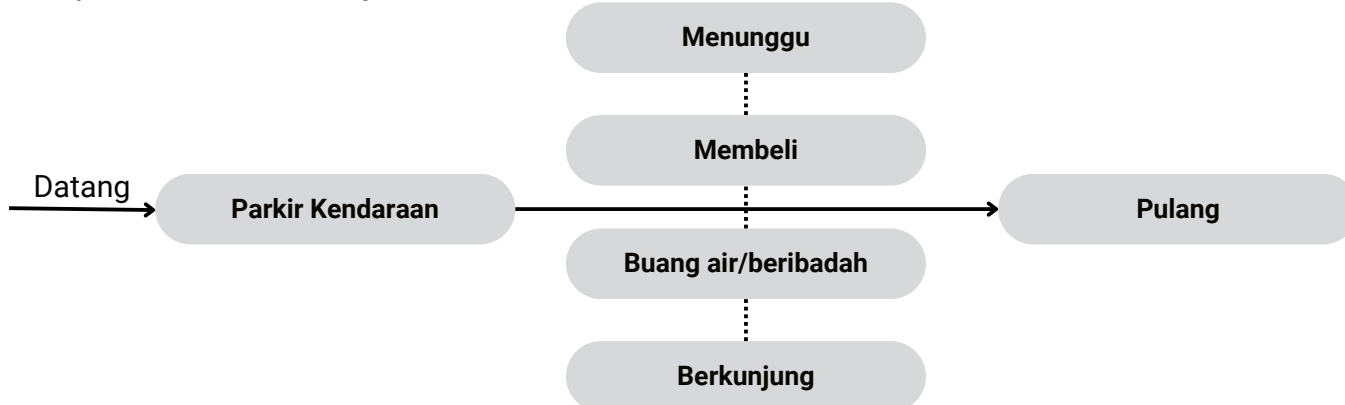 Menunggu
Membeli
Datang
Parkir Kendaraan
Pulang
Buang air/beribadah
Berkunjung